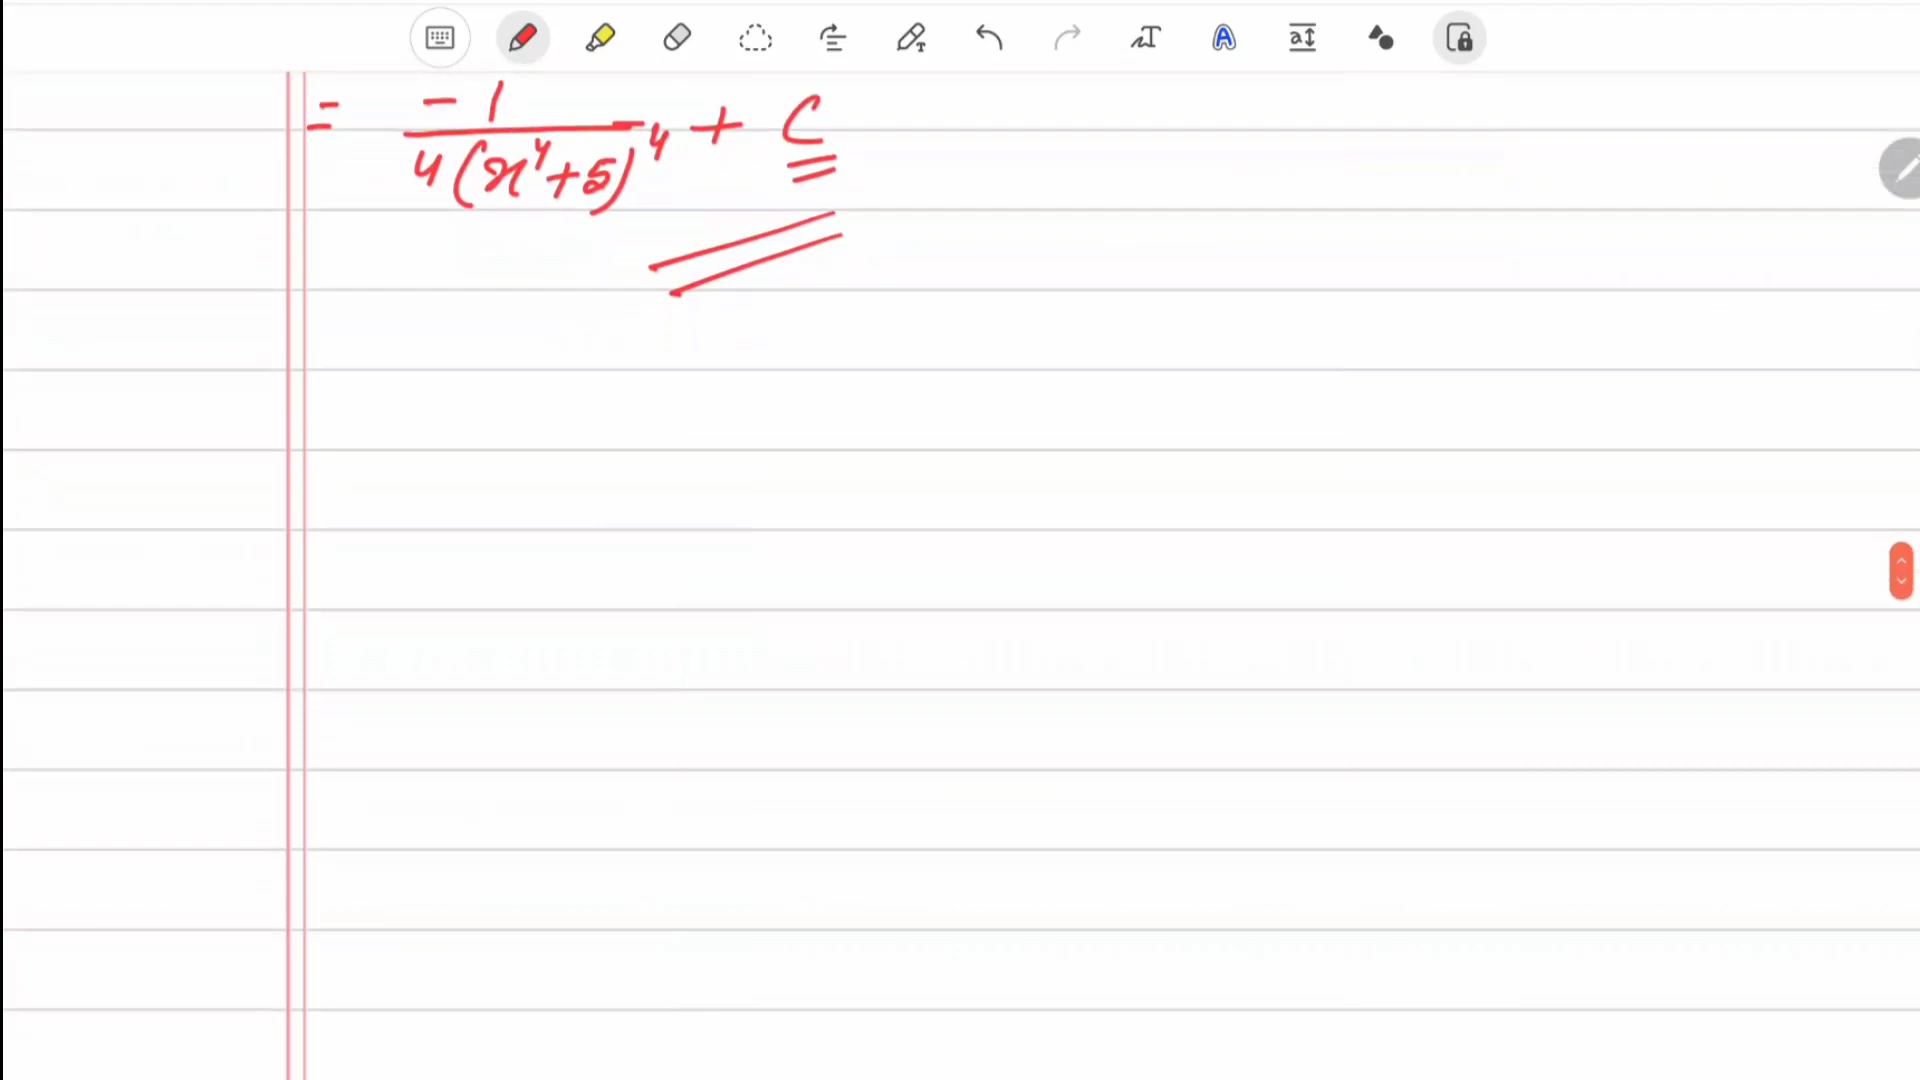 = -1/4(x⁴+5)⁻⁴ + C